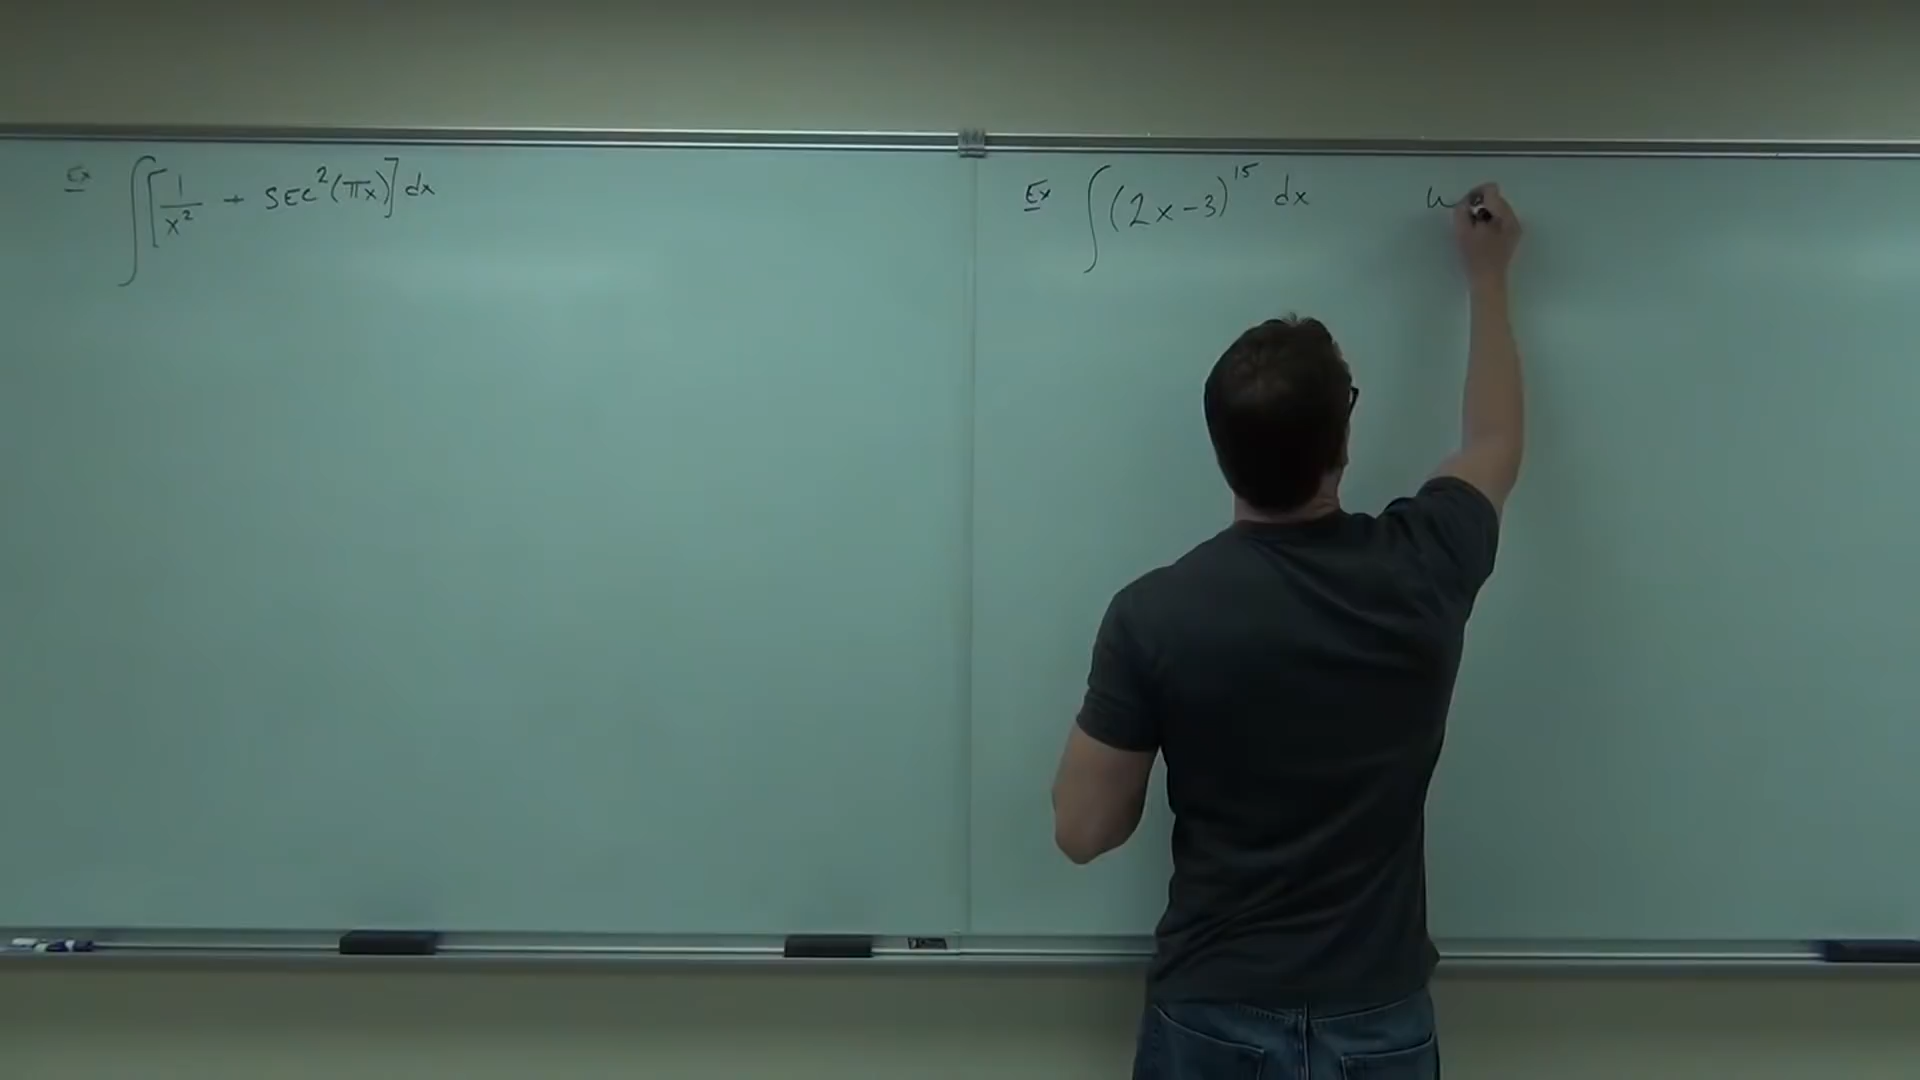 Ex ∫[1/x² + SEC²(πx)]dx
Ex ∫(2x-3)¹⁵ dx u